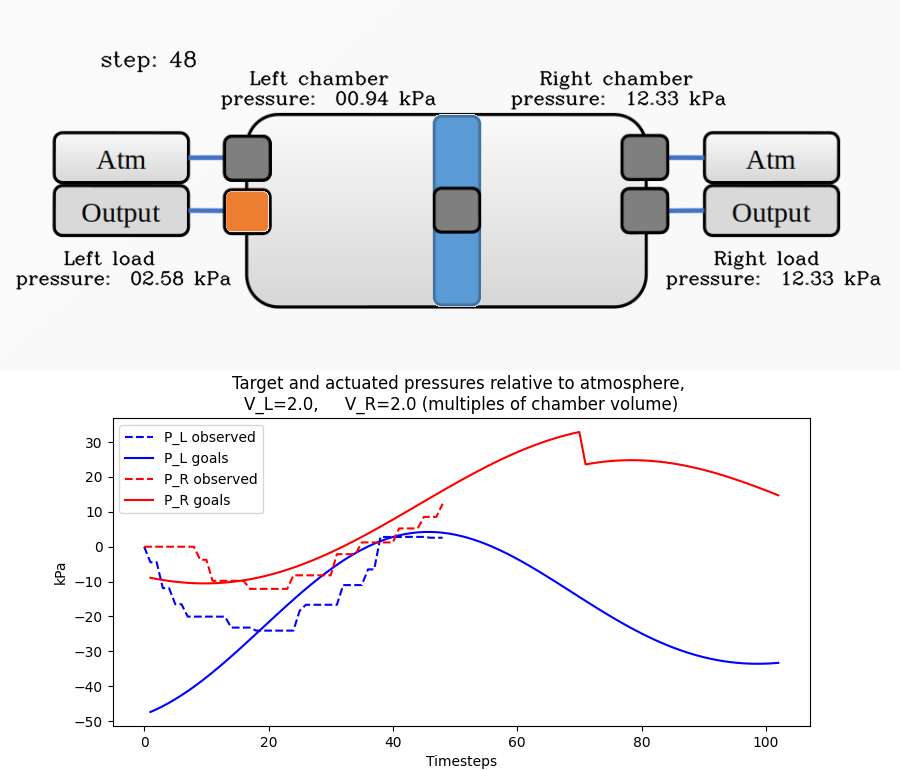 step: 48
Left chamber
pressure: 00.94 kPa
Right chamber
pressure: 12.33 kPa
Atm
Output
Left load
pressure: 02.58 kPa
Atm
Output
Right load
pressure: 12.33 kPa
Target and actuated pressures relative to atmosphere,
V_L=2.0, V_R=2.0 (multiples of chamber volume)
P_L observed
P_L goals
P_R observed
P_R goals
kPa
30
20
10
0
−10
−20
−30
−40
−50
0 20 40 60 80 100
Timesteps